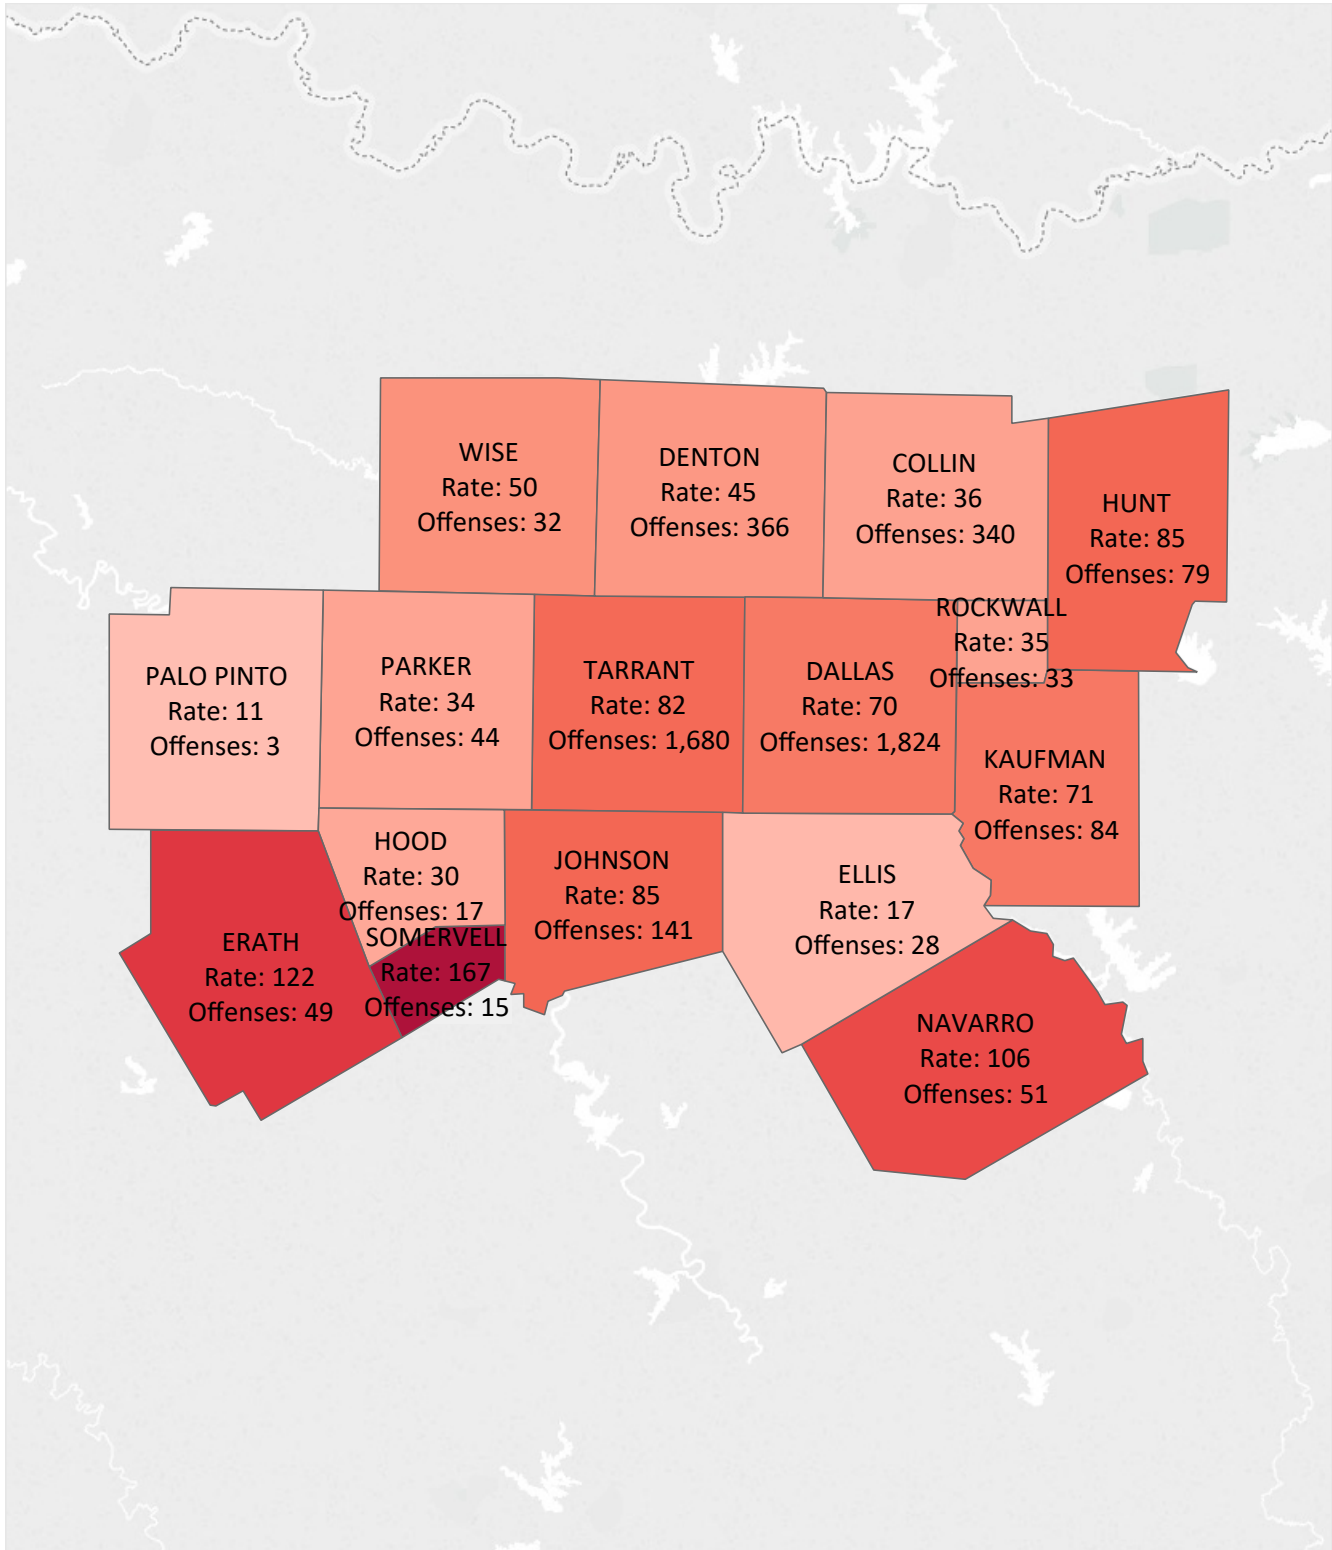 WISE
Rate: 50
Offenses: 32
DENTON
Rate: 45
Offenses: 366
COLLIN
Rate: 36
Offenses: 340
HUNT
Rate: 85
Offenses: 79
ROCKWALL
Rate: 35
Offenses: 33
PALO PINTO
Rate: 11
Offenses: 3
PARKER
Rate: 34
Offenses: 44
TARRANT
Rate: 82
Offenses: 1,680
DALLAS
Rate: 70
Offenses: 1,824
KAUFMAN
Rate: 71
Offenses: 84
HOOD
Rate: 30
Offenses: 17
JOHNSON
Rate: 85
Offenses: 141
ELLIS
Rate: 17
Offenses: 28
ERATH
Rate: 122
Offenses: 49
SOMERVELL
Rate: 167
Offenses: 15
NAVARRO
Rate: 106
Offenses: 51